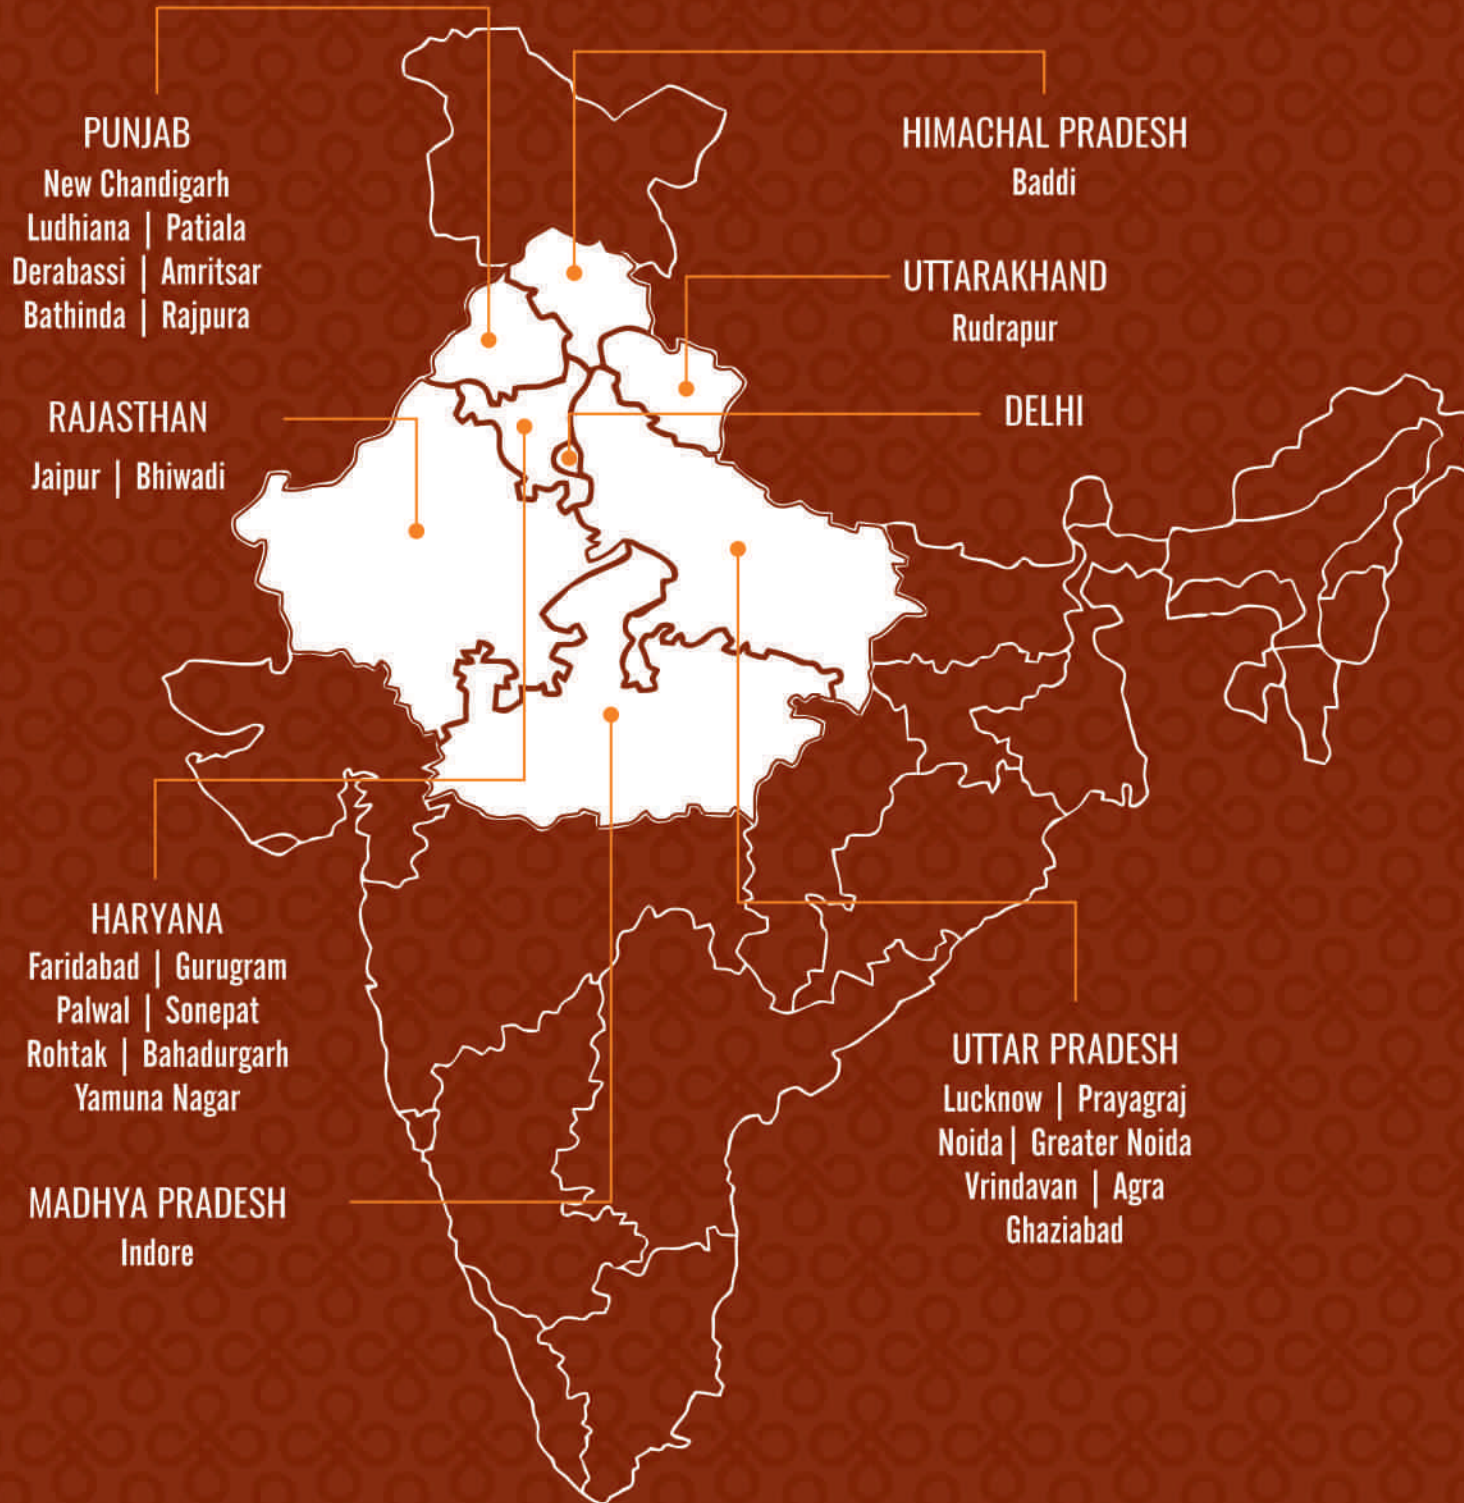 PUNJAB
New Chandigarh
Ludhiana | Patiala
Derabassi | Amritsar
Bathinda | Rajpura
RAJASTHAN
Jaipur | Bhiwadi
HARYANA
Faridabad | Gurugram
Palwal | Sonepat
Rohtak | Bahadurgarh
Yamuna Nagar
MADHYA PRADESH
Indore
HIMACHAL PRADESH
Baddi
UTTARAKHAND
Rudrapur
DELHI
UTTAR PRADESH
Lucknow | Prayagraj
Noida | Greater Noida
Vrindavan | Agra
Ghaziabad